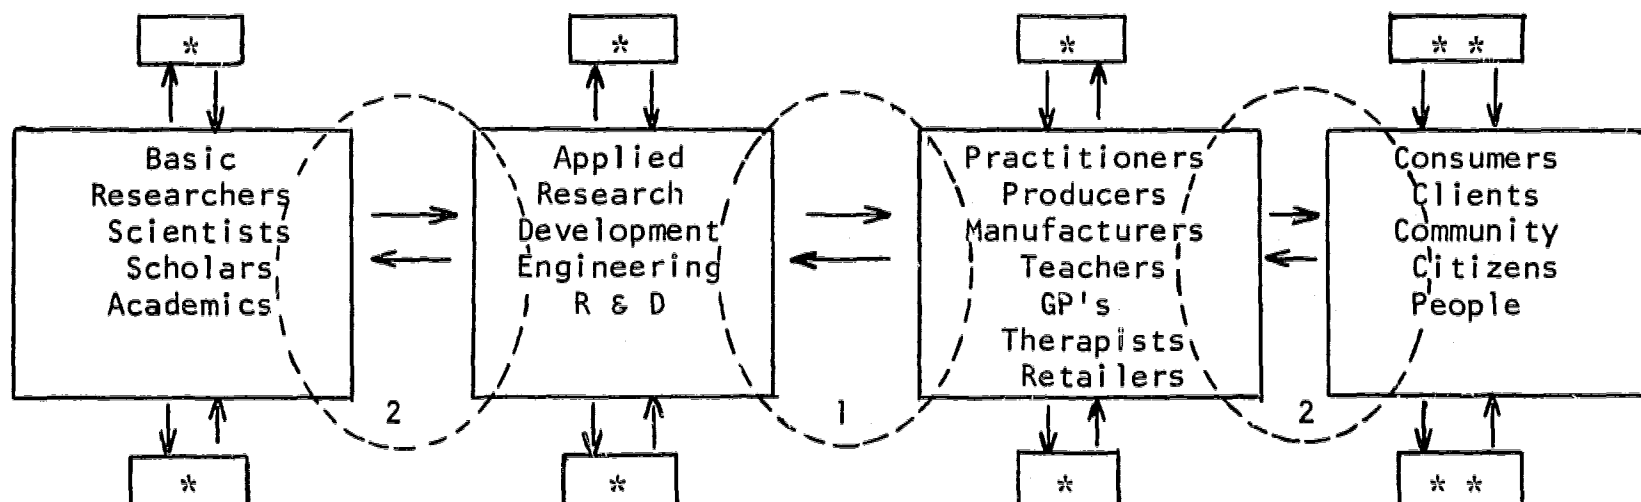 *
*
*
* *
Basic
Researchers
Scientists
Scholars
Academics
Applied
Research
Development
Engineering
R & D
Practitioners
Producers
Manufacturers
Teachers
GP's
Therapists
Retailers
Consumers
Clients
Community
Citizens
People
2
1
2
*
*
*
* *